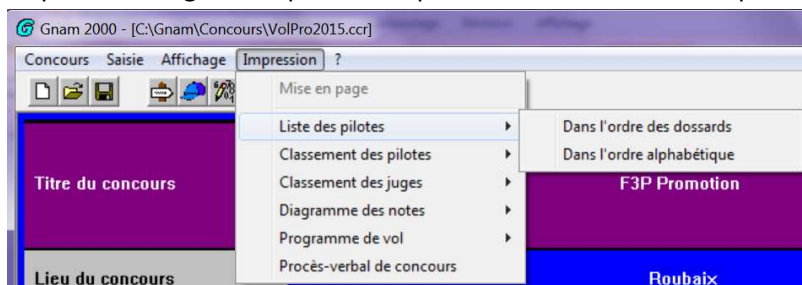 Gnam 2000 - [C:\Gnam\Concours\VolPro2015.ccr]
Concours Saisie Affichage Impression ?
Mise en page
Liste des pilotes
Dans l'ordre des dossards
Classement des pilotes
Dans l'ordre alphabétique
Titre du concours
Classement des juges
F3P Promotion
Diagramme des notes
Programme de vol
Procès-verbal de concours
Lieu du concours
Roubaix